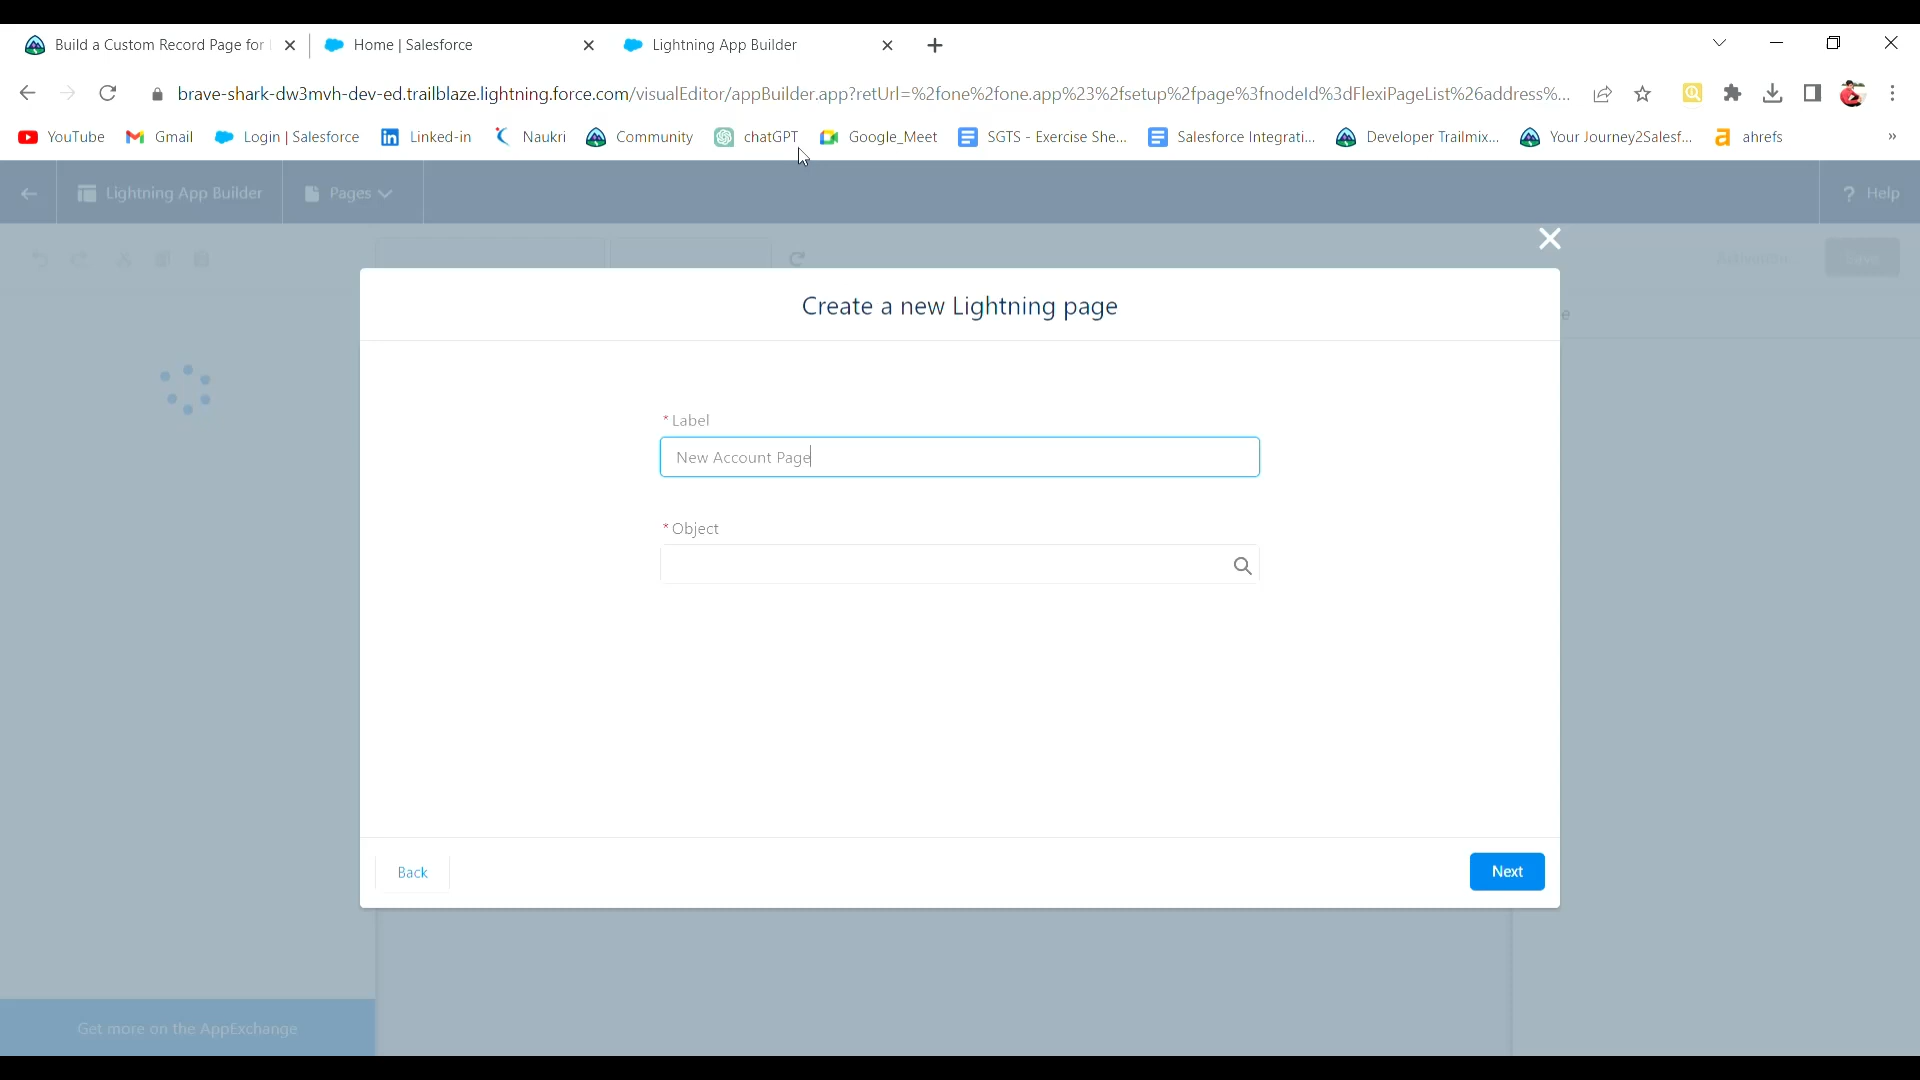 Build a Custom Record Page for
Home | Salesforce
Lightning App Builder
brave-shark-dw3mvh-dev-ed.trailblaze.lightning.force.com/visualEditor/appBuilder.app?retUrl=%2fone%2fone.app%23%2fsetup%2fpage%3fnodeId%3dFlexiPageList%26address%...
YouTube Gmail Login | Salesforce Linked-in Naukri Community chatGPT Google_Meet SGTS - Exercise She... Salesforce Integrati... Developer Trailmix... Your Journey2Salesf... ahrefs »
Lightning App Builder Pages ? Help
Save
Create a new Lightning page
* Label
New Account Page
* Object
Back Next
Get more on the AppExchange